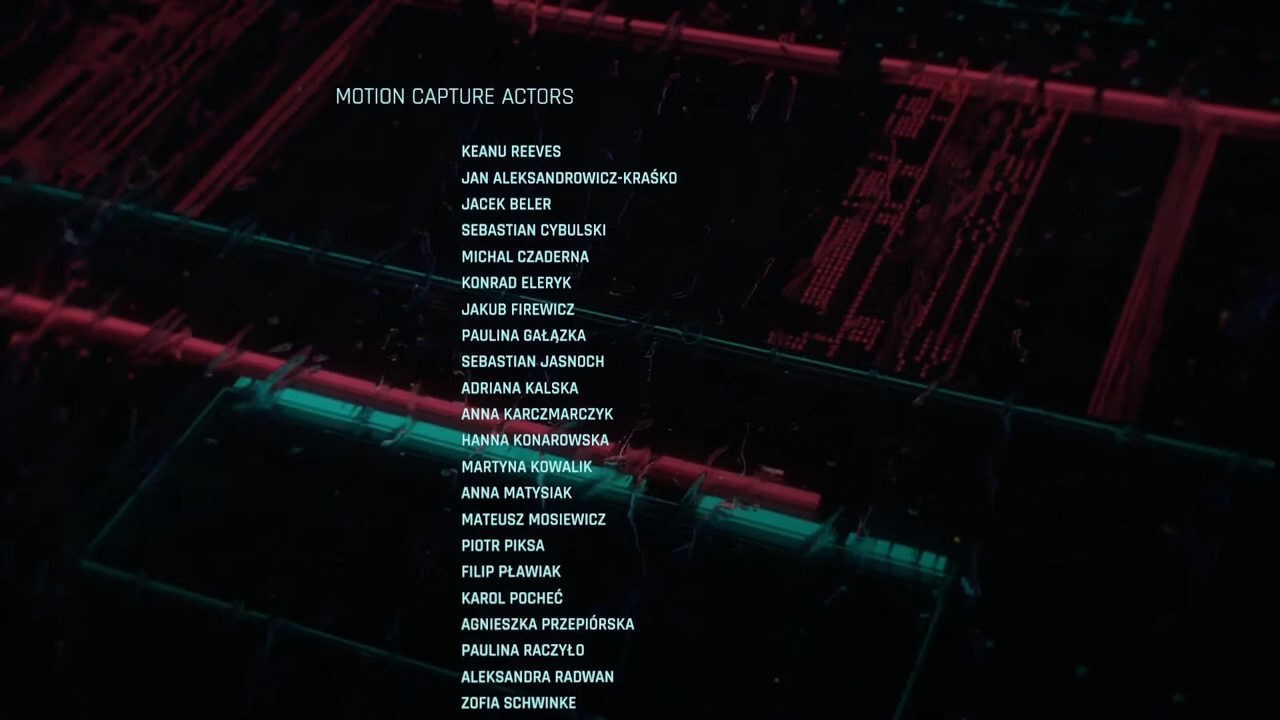 MOTION CAPTURE ACTORS
KEANU REEVES
JAN ALEKSANDROWICZ-KRAŚKO
JACEK BELER
SEBASTIAN CYBULSKI
MICHAL CZADERNA
KONRAD ELERYK
JAKUB FIREWICZ
PAULINA GAŁĄZKA
SEBASTIAN JASNOCH
ADRIANA KALSKA
ANNA KARCZMARCZYK
HANNA KONAROWSKA
MARTYNA KOWALIK
ANNA MATYSIAK
MATEUSZ MOSIEWICZ
PIOTR PIKSA
FILIP PŁAWIAK
KAROL POCHEĆ
AGNIESZKA PRZEPIÓRSKA
PAULINA RACZYŁO
ALEKSANDRA RADWAN
ZOFIA SCHWINKE